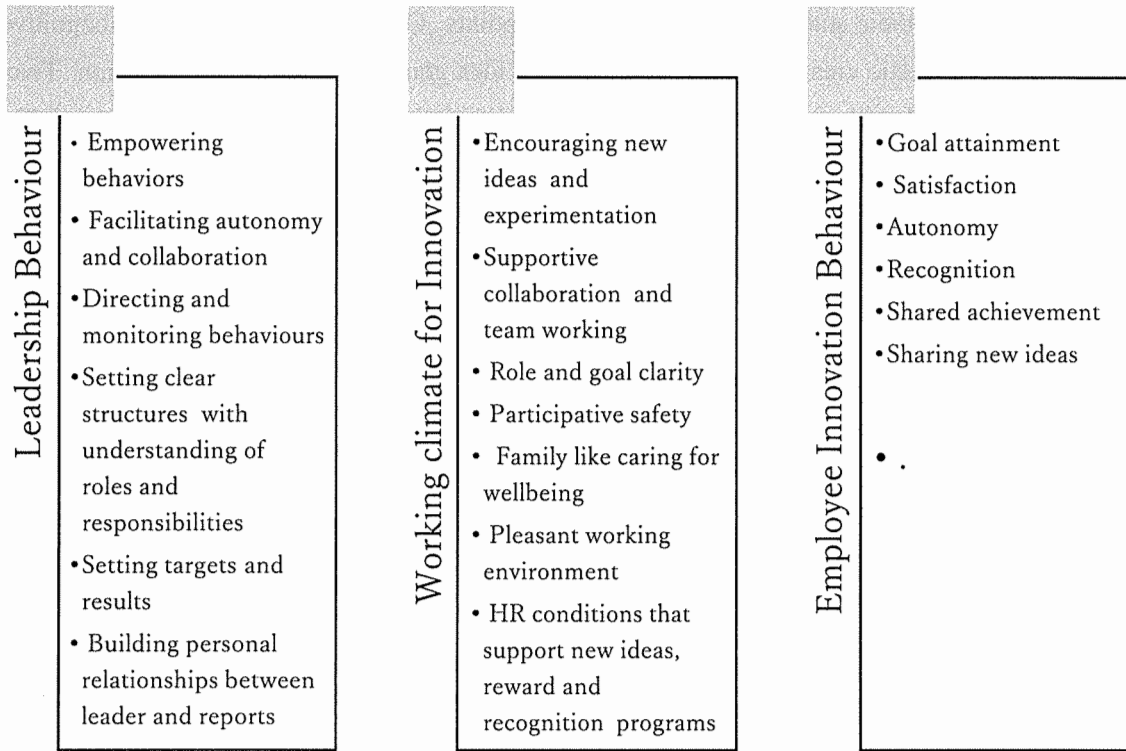 Leadership Behaviour
· Empowering
behaviors
• Facilitating autonomy
and collaboration
•Directing and
monitoring behaviours
•Setting clear
structures with
understanding of
roles and
responsibilities
•Setting targets and
results
• Building personal
relationships between
leader and reports
Working climate for Innovation
•Encouraging new
ideas and
experimentation
•Supportive
collaboration and
team working
• Role and goal clarity
• Participative safety
• Family like caring for
wellbeing
• Pleasant working
environment
• HR conditions that
support new ideas,
reward and
recognition programs
Employee Innovation Behaviour
•Goal attainment
• Satisfaction
•Autonomy
•Recognition
•Shared achievement
•Sharing new ideas
• .